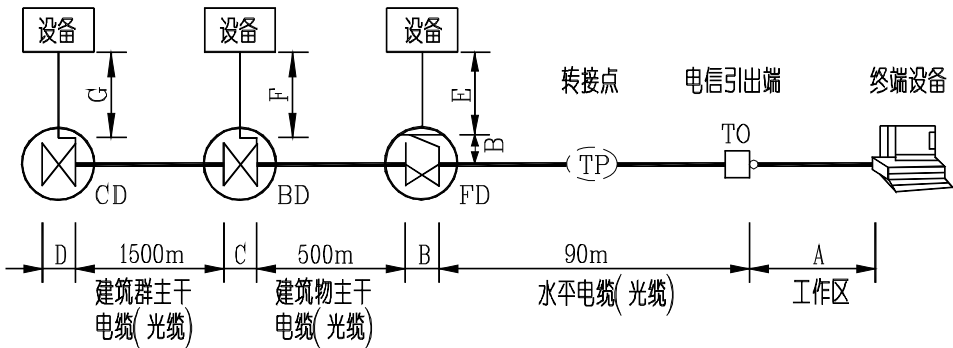 设备
设备
设备
G
F
E
B
转接点
电信引出端
终端设备
TO
TP
CD
BD
FD
D
1500m
C
500m
B
90m
A
建筑群主干
电缆(光缆)
建筑物主干
电缆(光缆)
水平电缆(光缆)
工作区